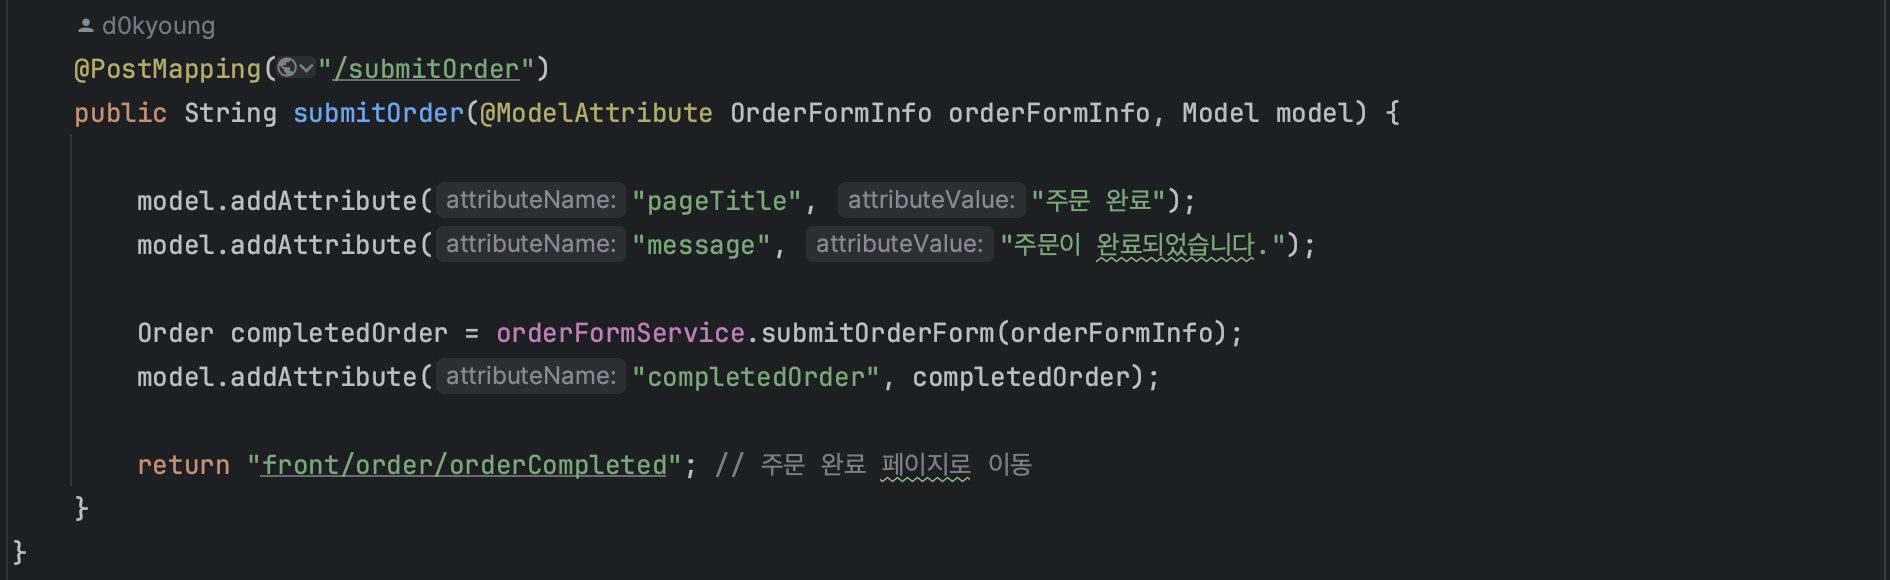 d0kyoung
@PostMapping("/submitOrder")
public String submitOrder(@ModelAttribute OrderFormInfo orderFormInfo, Model model) {
model.addAttribute( attributeName: "pageTitle", attributeValue: "주문 완료");
model.addAttribute( attributeName: "message", attributeValue: "주문이 완료되었습니다.");
Order completedOrder = orderFormService.submitOrderForm(orderFormInfo);
model.addAttribute( attributeName: "completedOrder", completedOrder);
return "front/order/orderCompleted"; // 주문 완료 페이지로 이동
}
}